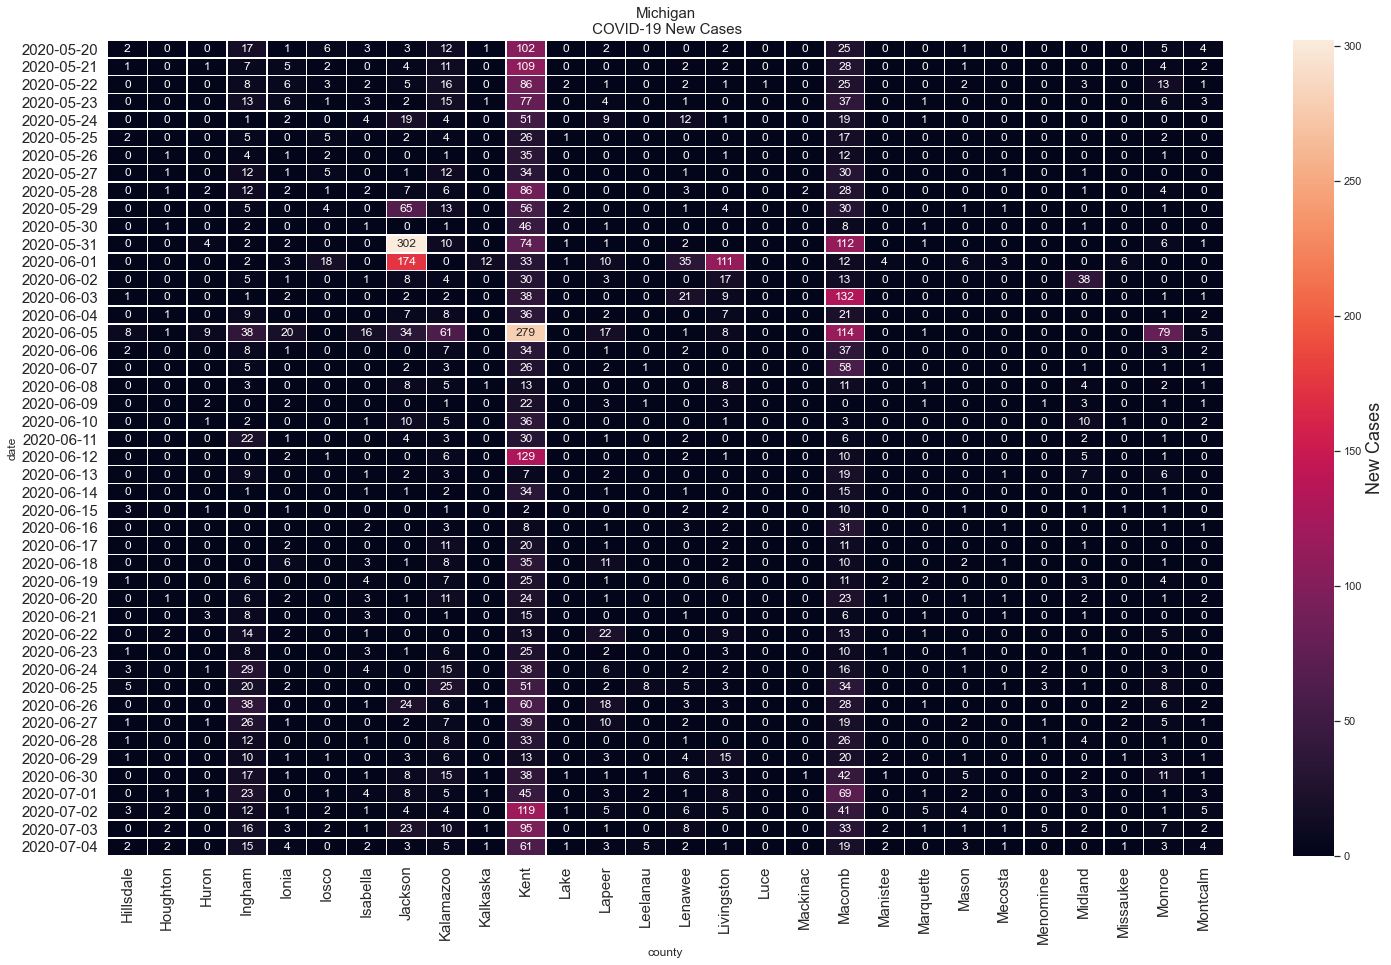 Michigan
COVID-19 New Cases
2020-05-20 2 0 0 17 1 6 3 3 12 1 102 0 2 0 0 2 0 0 25 0 0 1 0 0 0 0 5 4
2020-05-21 1 0 1 7 5 2 0 4 11 0 109 0 0 0 2 2 0 0 28 0 0 1 0 0 0 0 4 2
2020-05-22 0 0 0 8 6 3 2 5 16 0 86 2 1 0 2 1 1 0 25 0 0 2 0 0 3 0 13 1
2020-05-23 0 0 0 13 6 1 3 2 15 1 77 0 4 0 1 0 0 0 37 0 1 0 0 0 0 0 6 3
2020-05-24 0 0 0 1 2 0 4 19 4 0 51 0 9 0 12 1 0 0 19 0 1 0 0 0 0 0 0 0
2020-05-25 2 0 0 5 0 5 0 2 4 0 26 1 0 0 0 0 0 0 17 0 0 0 0 0 0 0 2 0
2020-05-26 0 1 0 4 1 2 0 0 1 0 35 0 0 0 0 1 0 0 12 0 0 0 0 0 0 0 1 0
2020-05-27 0 1 0 12 1 5 0 1 12 0 34 0 0 0 1 0 0 0 30 0 0 0 1 0 1 0 0 0
2020-05-28 0 1 2 12 2 1 2 7 6 0 86 0 0 0 3 0 0 2 28 0 0 0 0 0 1 0 4 0
2020-05-29 0 0 0 5 0 4 0 65 13 0 56 2 0 0 1 4 0 0 30 0 0 1 1 0 0 0 1 0
2020-05-30 0 1 0 2 0 0 1 0 1 0 46 0 1 0 0 0 0 0 8 0 1 0 0 0 1 0 0 0
2020-05-31 0 0 4 2 2 0 0 302 10 0 74 1 1 0 2 0 0 0 112 0 1 0 0 0 0 0 6 1
2020-06-01 0 0 0 2 3 18 0 174 0 12 33 1 10 0 35 111 0 0 12 4 0 6 3 0 0 6 0 0
2020-06-02 0 0 0 5 1 0 1 8 4 0 30 0 3 0 0 17 0 0 13 0 0 0 0 0 38 0 0 0
2020-06-03 1 0 0 1 2 0 0 2 2 0 38 0 0 0 21 9 0 0 132 0 0 0 0 0 0 0 1 1
2020-06-04 0 1 0 9 0 0 0 7 8 0 36 0 2 0 0 7 0 0 21 0 0 0 0 0 0 0 1 2
2020-06-05 8 1 9 38 20 0 16 34 61 0 279 0 17 0 1 8 0 0 114 0 1 0 0 0 0 0 79 5
2020-06-06 2 0 0 8 1 0 0 0 7 0 34 0 1 0 2 0 0 0 37 0 0 0 0 0 0 0 3 2
2020-06-07 0 0 0 5 0 0 0 2 3 0 26 0 2 1 0 0 0 0 58 0 0 0 0 0 1 0 1 1
2020-06-08 0 0 0 3 0 0 0 8 5 1 13 0 0 0 0 8 0 0 11 0 1 0 0 0 4 0 2 1
2020-06-09 0 0 2 0 2 0 0 0 1 0 22 0 3 1 0 3 0 0 0 0 1 0 0 1 3 0 1 1
2020-06-10 0 0 1 2 0 0 1 10 5 0 36 0 0 0 0 1 0 0 3 0 0 0 0 0 10 1 0 2
2020-06-11 0 0 0 22 1 0 0 4 3 0 30 0 1 0 2 0 0 0 6 0 0 0 0 0 2 0 1 0
2020-06-12 0 0 0 0 2 1 0 0 6 0 129 0 0 0 2 1 0 0 10 0 0 0 0 0 5 0 1 0
2020-06-13 0 0 0 9 0 0 1 2 3 0 7 0 2 0 0 0 0 0 19 0 0 0 1 0 7 0 6 0
2020-06-14 0 0 0 1 0 0 1 1 2 0 34 0 1 0 1 0 0 0 15 0 0 0 0 0 0 0 1 0
2020-06-15 3 0 1 0 1 0 0 0 1 0 2 0 0 0 2 2 0 0 10 0 0 1 0 0 1 1 1 0
2020-06-16 0 0 0 0 0 0 2 0 3 0 8 0 1 0 3 2 0 0 31 0 0 0 1 0 0 0 1 1
2020-06-17 0 0 0 0 2 0 0 0 11 0 20 0 1 0 0 2 0 0 11 0 0 0 0 0 1 0 0 0
2020-06-18 0 0 0 0 6 0 3 1 8 0 35 0 11 0 0 2 0 0 10 0 0 2 1 0 0 0 1 0
2020-06-19 1 0 0 6 0 0 4 0 7 0 25 0 1 0 0 6 0 0 11 2 2 0 0 0 3 0 4 0
2020-06-20 0 1 0 6 2 0 3 1 11 0 24 0 1 0 0 0 0 0 23 1 0 1 1 0 2 0 1 2
2020-06-21 0 0 3 8 0 0 3 0 1 0 15 0 0 0 1 0 0 0 6 0 1 0 1 0 1 0 0 0
2020-06-22 0 2 0 14 2 0 1 0 0 0 13 0 22 0 0 9 0 0 13 0 1 0 0 0 0 0 5 0
2020-06-23 1 0 0 8 0 0 3 1 6 0 25 0 2 0 0 3 0 0 10 1 0 1 0 0 1 0 0 0
2020-06-24 3 0 1 29 0 0 4 0 15 0 38 0 6 0 2 2 0 0 16 0 0 1 0 2 0 0 3 0
2020-06-25 5 0 0 20 2 0 0 0 25 0 51 0 2 8 5 3 0 0 34 0 0 0 1 3 1 0 8 0
2020-06-26 0 0 0 38 0 0 1 24 6 1 60 0 18 0 3 3 0 0 28 0 1 0 0 0 0 2 6 2
2020-06-27 1 0 1 26 1 0 0 2 7 0 39 0 10 0 2 0 0 0 19 0 0 2 0 1 0 2 5 1
2020-06-28 1 0 0 12 0 0 1 0 8 0 33 0 0 0 1 0 0 0 26 0 0 0 0 1 4 0 1 0
2020-06-29 1 0 0 10 1 1 0 3 6 0 13 0 3 0 4 15 0 0 20 2 0 1 0 0 0 1 3 1
2020-06-30 0 0 0 17 1 0 1 8 15 1 38 1 1 1 6 3 0 1 42 1 0 5 0 0 2 0 11 1
2020-07-01 0 1 1 23 0 1 4 8 5 1 45 0 3 2 1 8 0 0 69 0 1 2 0 0 3 0 1 3
2020-07-02 3 2 0 12 1 2 1 4 4 0 119 1 0 0 6 5 0 0 41 0 5 4 0 0 0 0 1 5
2020-07-03 0 2 0 16 3 2 1 23 10 1 95 0 1 0 8 0 0 0 33 2 1 1 1 5 2 0 7 2
2020-07-04 2 2 0 15 4 0 2 3 5 1 61 1 3 5 2 1 0 0 19 2 0 3 1 0 0 1 3 4
date
Hillsdale Houghton Huron Ingham Ionia Iosco Isabella Jackson Kalamazoo Kalkaska Kent Lake Lapeer Leelanau Lenawee Livingston Luce Mackinac Macomb Manistee Marquette Mason Mecosta Menominee Midland Missaukee Monroe Montcalm
county
300
250
200
150
100
50
0
New Cases